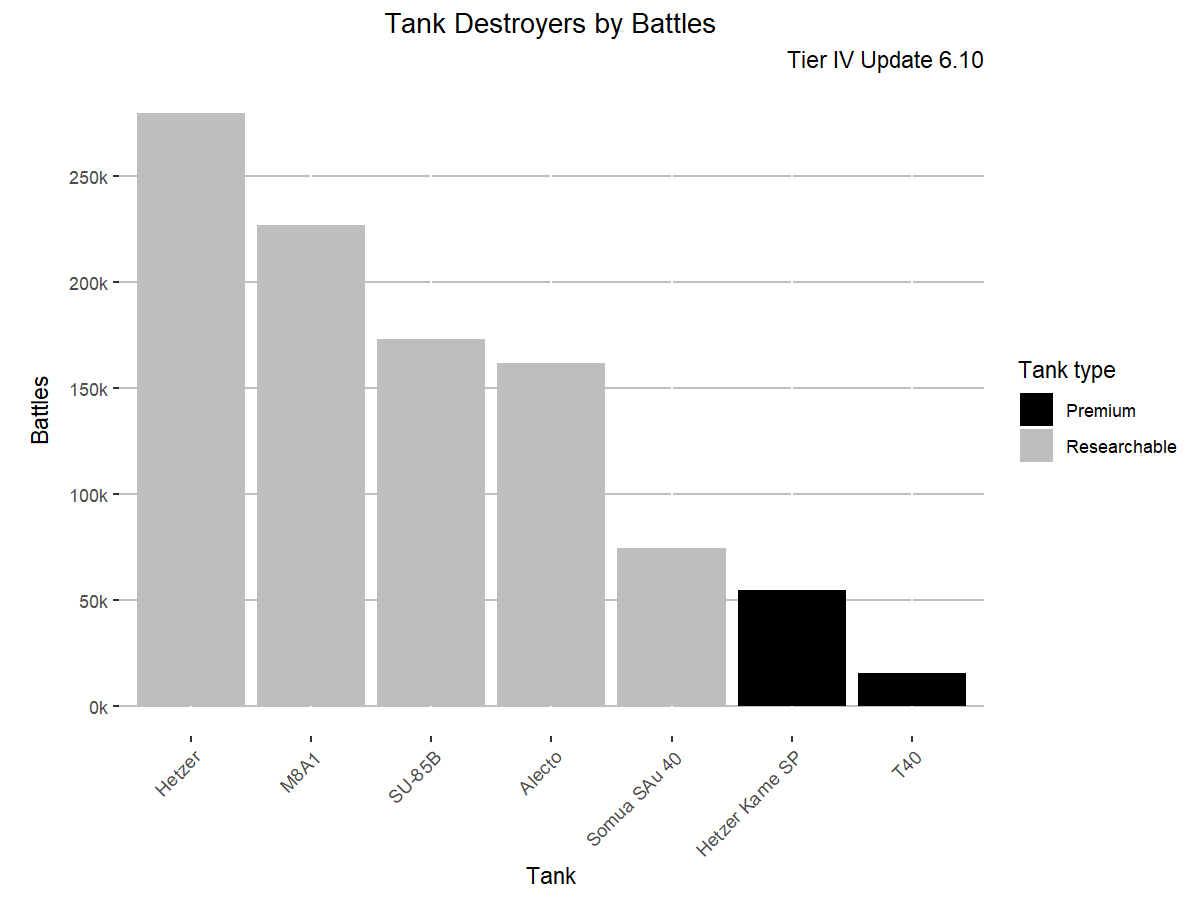 Tank Destroyers by Battles
Tier IV Update 6.10
250k
200k
150k
100k
50k
0k
Battles
Hetzer
M8A1
SU-85B
Alecto
Somua SAu 40
Hetzer Kame SP
T40
Tank
Tank type
Premium
Researchable